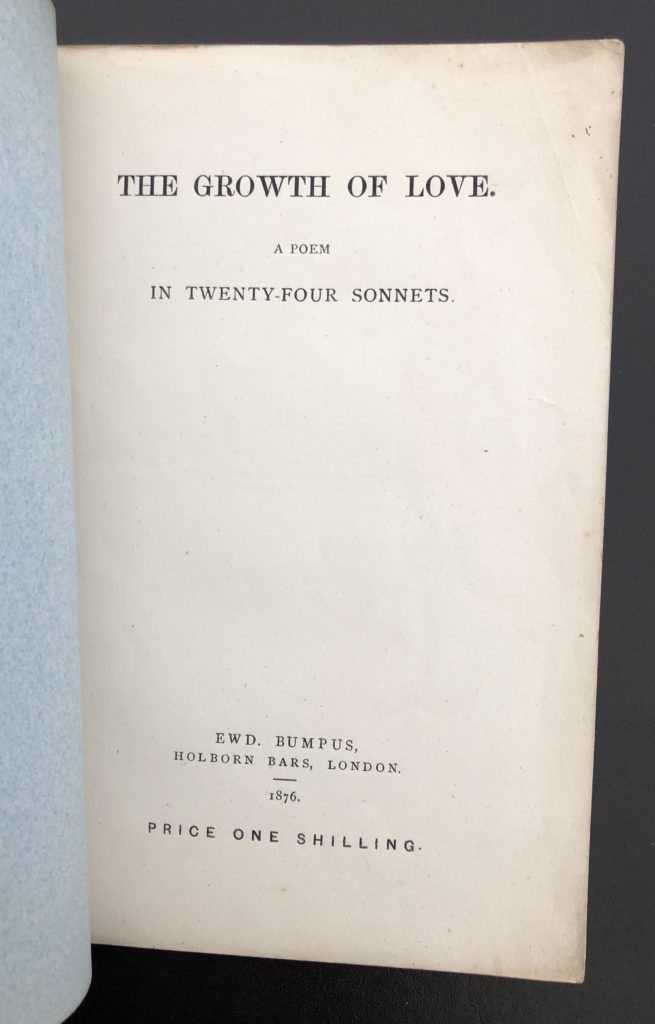 THE GROWTH OF LOVE.
A POEM
IN TWENTY-FOUR SONNETS.
EWD. BUMPUS,
HOLBORN BARS, LONDON.
1876.
PRICE ONE SHILLING.